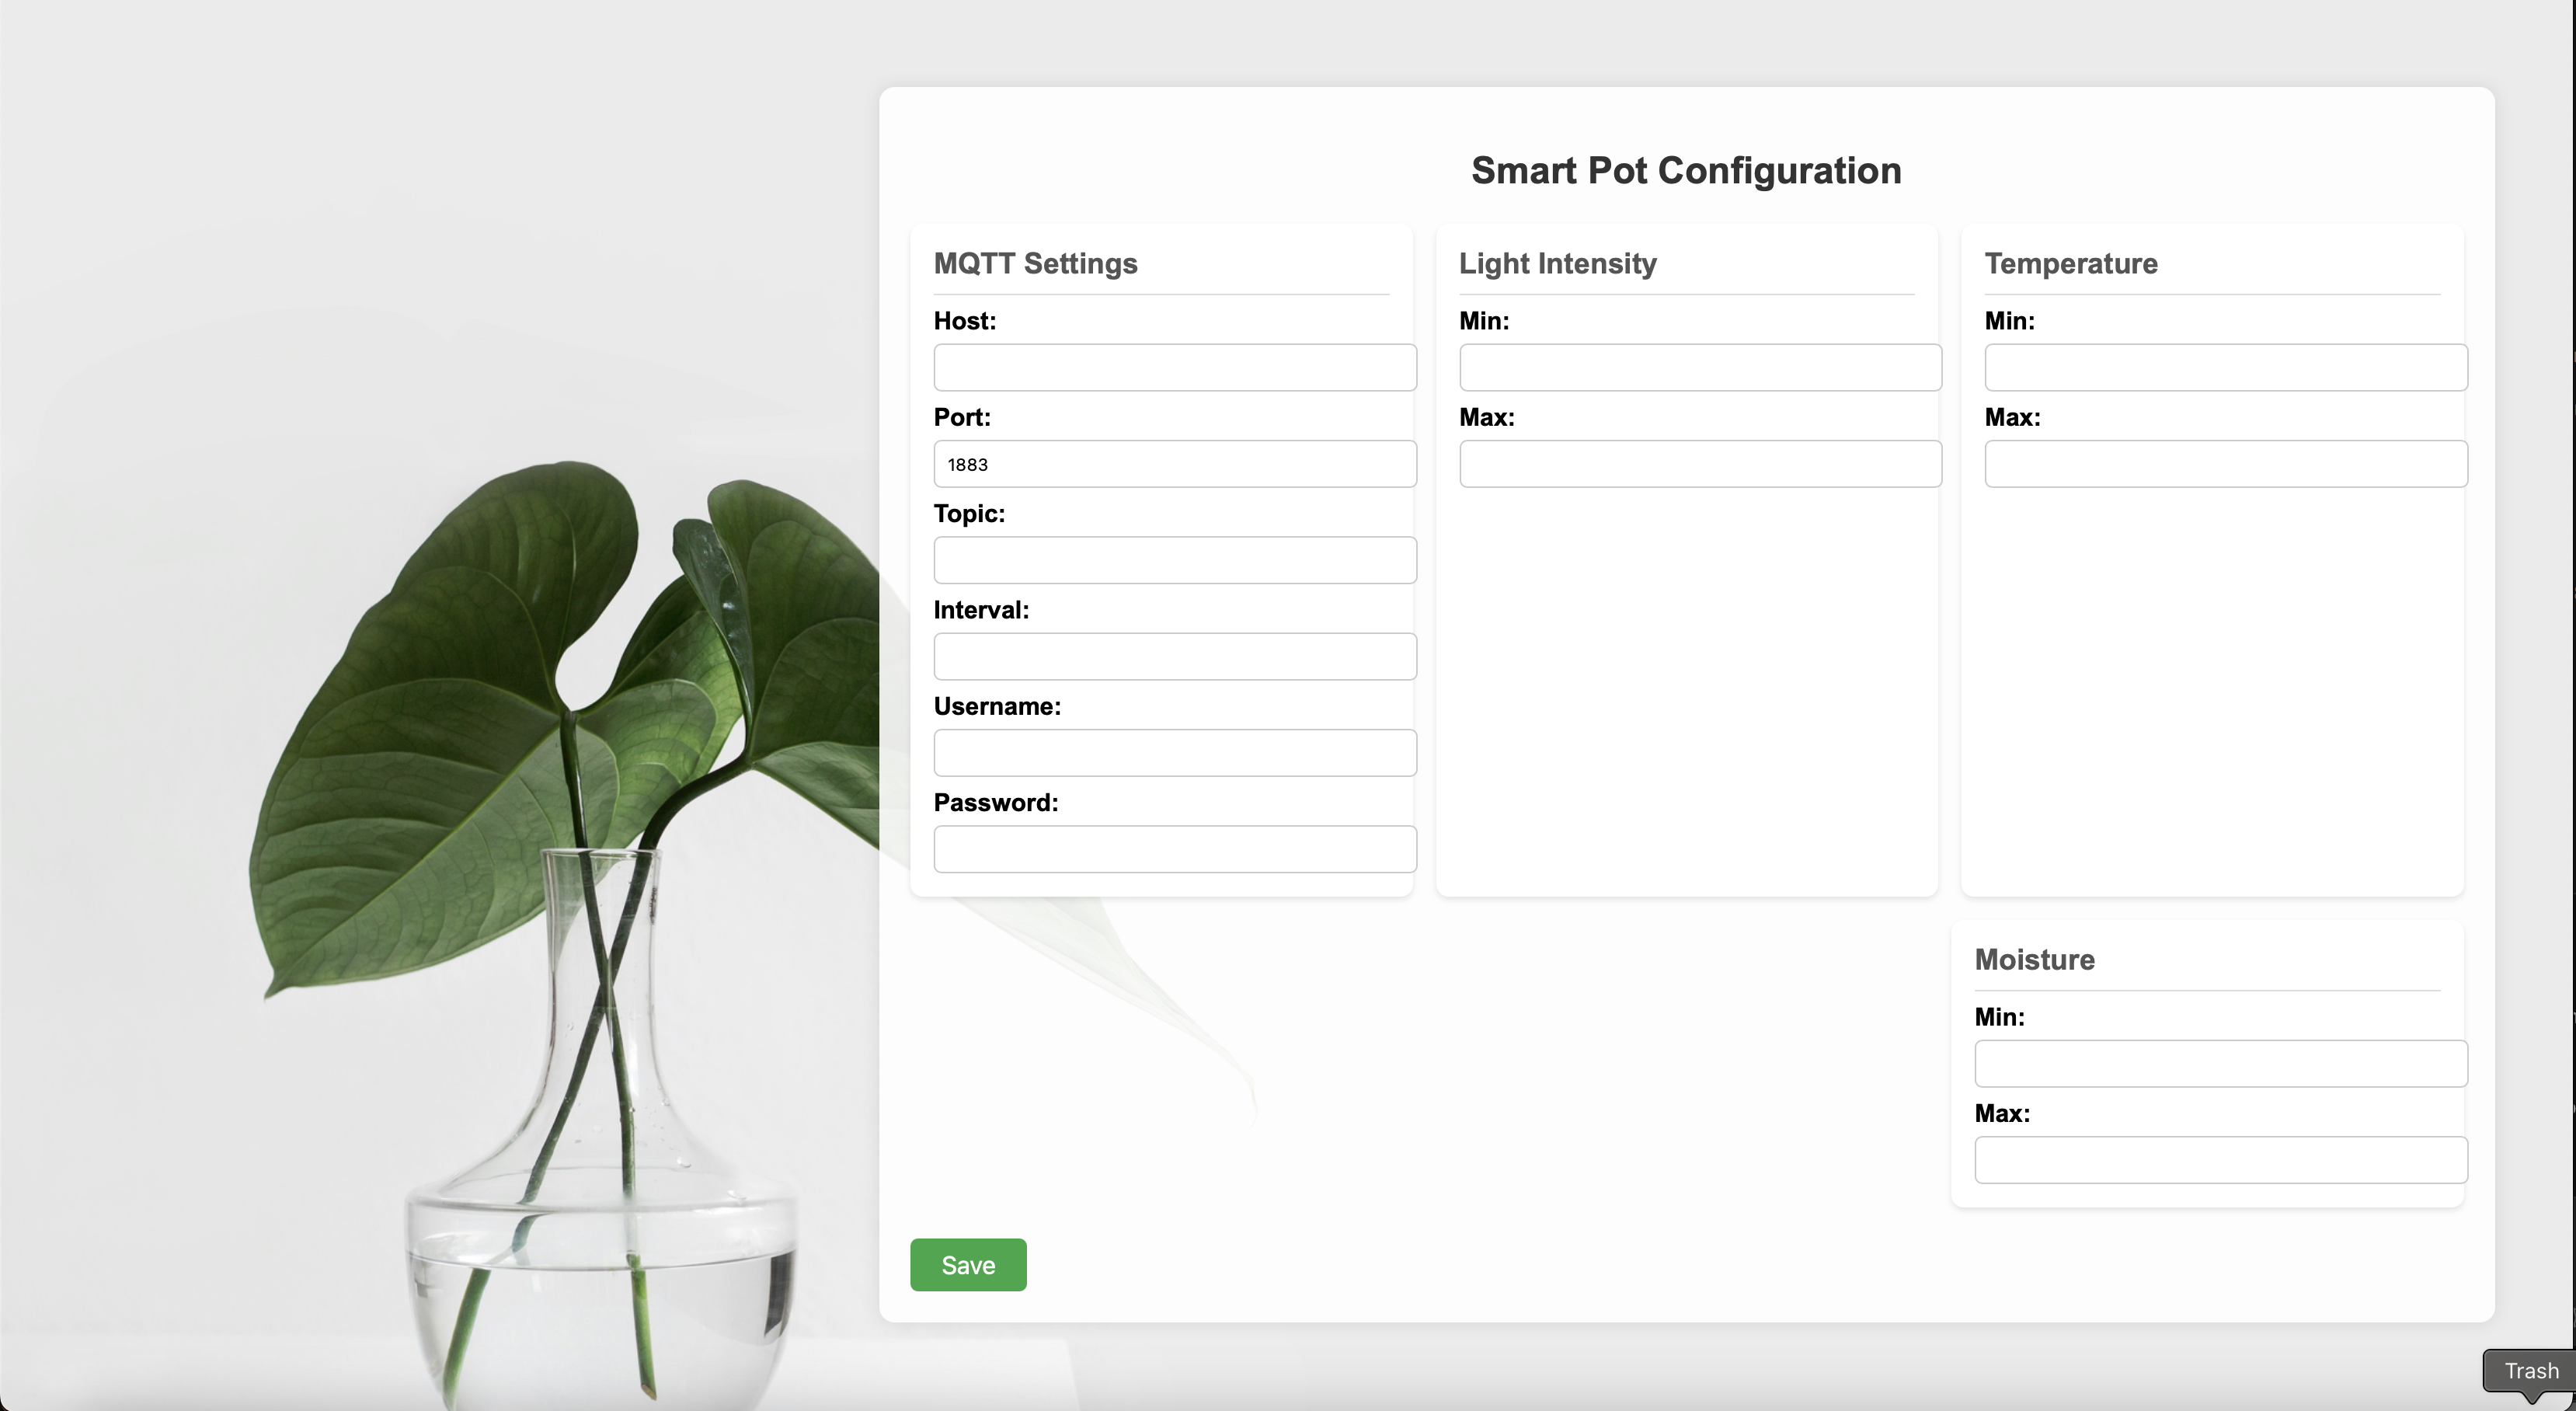 Smart Pot Configuration
MQTT Settings
Host:
Port:
1883
Topic:
Interval:
Username:
Password:
Light Intensity
Min:
Max:
Temperature
Min:
Max:
Moisture
Min:
Max:
Save
Trash